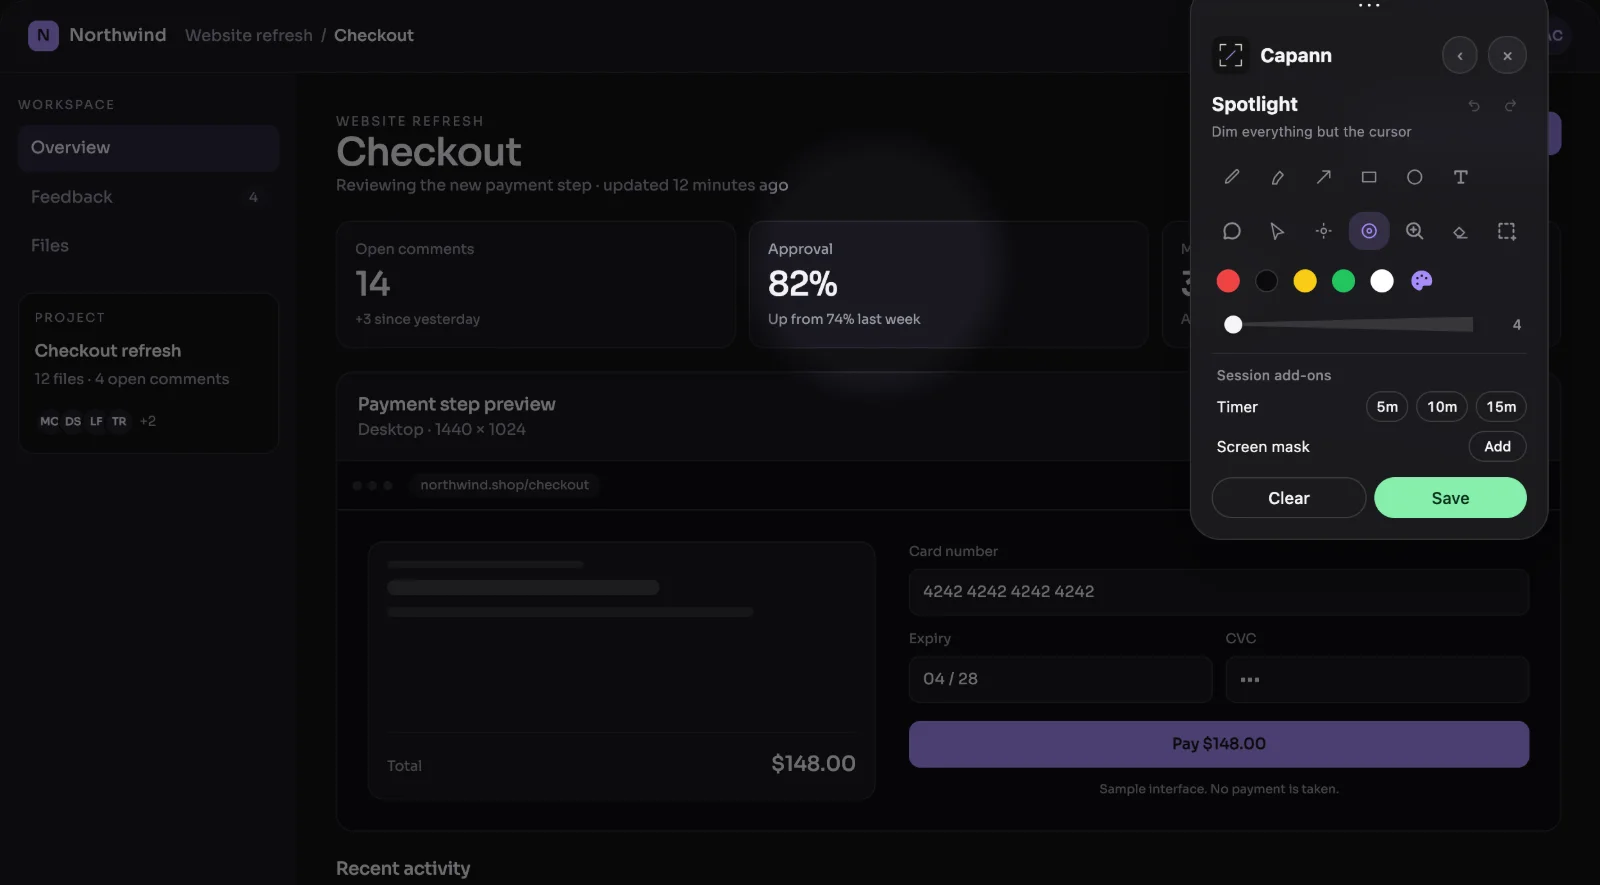 N Northwind Website refresh / Checkout
AC
WORKSPACE
Overview
Feedback 4
Files
PROJECT
Checkout refresh
12 files · 4 open comments
MC DS LF TR +2
WEBSITE REFRESH
Checkout
Reviewing the new payment step · updated 12 minutes ago
Open comments
14
+3 since yesterday
Approval
82%
Up from 74% last week
Payment step preview
Desktop · 1440 × 1024
northwind.shop/checkout
Total $148.00
Card number
4242 4242 4242 4242
Expiry
04 / 28
CVC
•••
Pay $148.00
Sample interface. No payment is taken.
Recent activity
Capann
Spotlight
Dim everything but the cursor
T
4
Session add-ons
Timer 5m 10m 15m
Screen mask Add
Clear Save